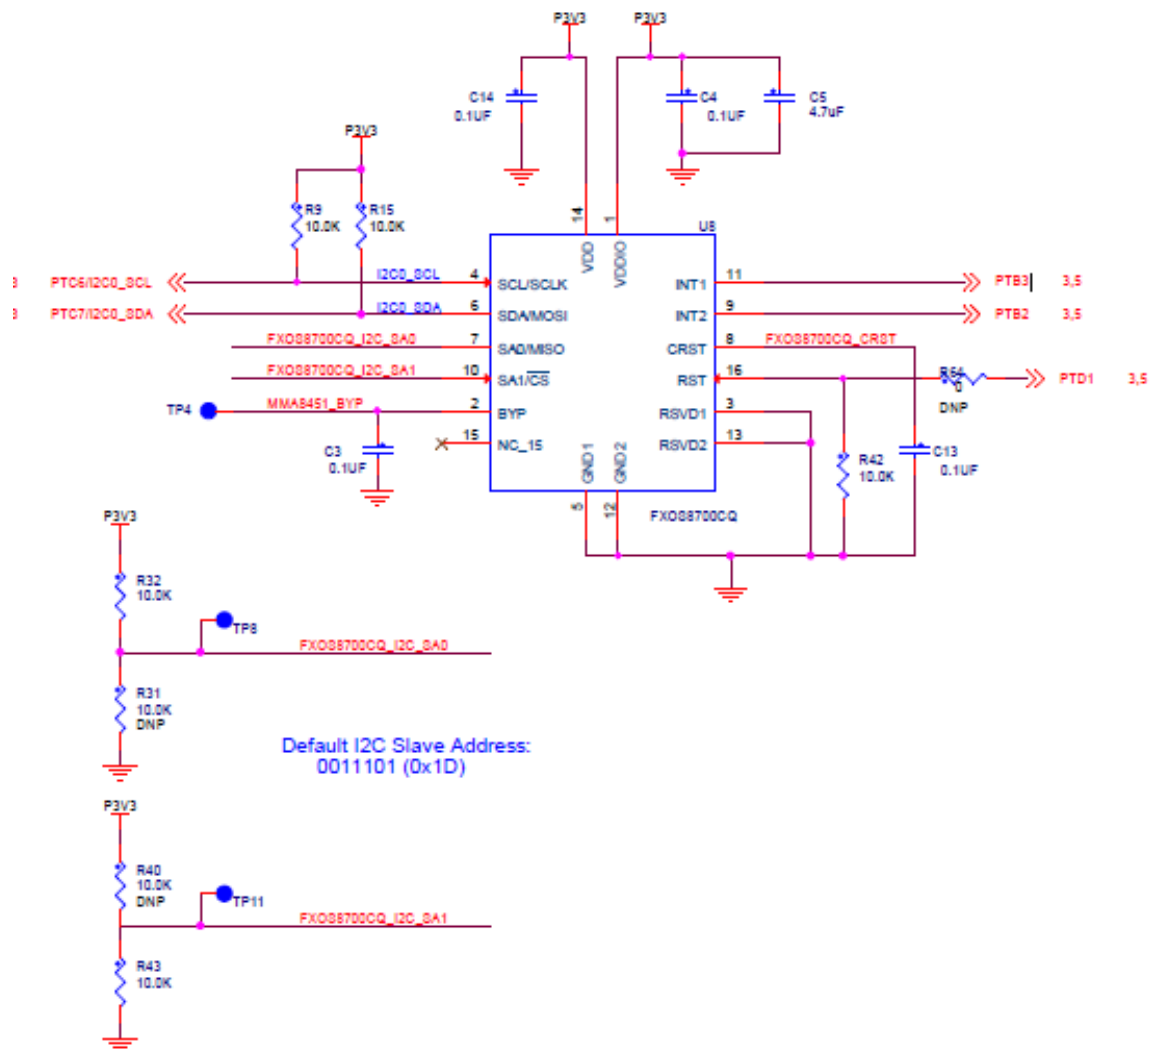 P3V3
P3V3
C14
0.1UF
C4
0.1UF
C5
4.7uF
P3V3
R9
10.0K
R15
10.0K
14
1
U8
VDD
VDDIO
PTC6/I2C0_SCL
I2C0_SCL
4
SCL/SCLK
INT1
11
PTB3
3,5
PTC7/I2C0_SDA
I2C0_SDA
6
SDA/MOSI
INT2
9
PTB2
3,5
FXOS8700CQ_I2C_SA0
7
SA0/MISO
CRST
8
FXOS8700CQ_CRST
FXOS8700CQ_I2C_SA1
10
SA1/CS
RST
16
R64
0
DNP
PTD1
3,5
TP4
MMA8451_BYP
2
BYP
RSVD1
3
15
NC_15
RSVD2
13
C3
0.1UF
GND1
GND2
R42
10.0K
C13
0.1UF
5
12
FXOS8700CQ
P3V3
R32
10.0K
TP8
FXOS8700CQ_I2C_SA0
R31
10.0K
DNP
Default I2C Slave Address:
0011101 (0x1D)
P3V3
R40
10.0K
DNP
TP11
FXOS8700CQ_I2C_SA1
R43
10.0K